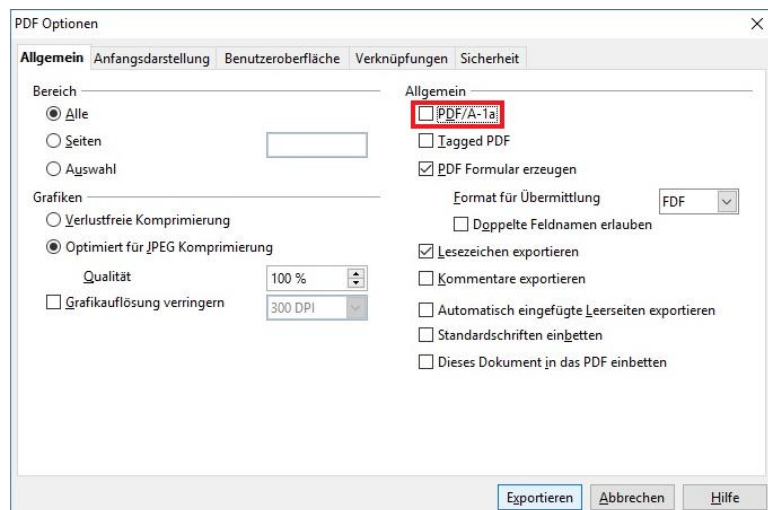 PDF Optionen
Allgemein Anfangsdarstellung Benutzeroberfläche Verknüpfungen Sicherheit
Bereich
Alle
Seiten
Auswahl
Grafiken
Verlustfreie Komprimierung
Optimiert für JPEG Komprimierung
Qualität 100 %
Grafikauflösung verringern 300 DPI
Allgemein
PDF/A-1a
Tagged PDF
PDF Formular erzeugen
Format für Übermittlung FDF
Doppelte Feldnamen erlauben
Lesezeichen exportieren
Kommentare exportieren
Automatisch eingefügte Leerseiten exportieren
Standardschriften einbetten
Dieses Dokument in das PDF einbetten
Exportieren Abbrechen Hilfe